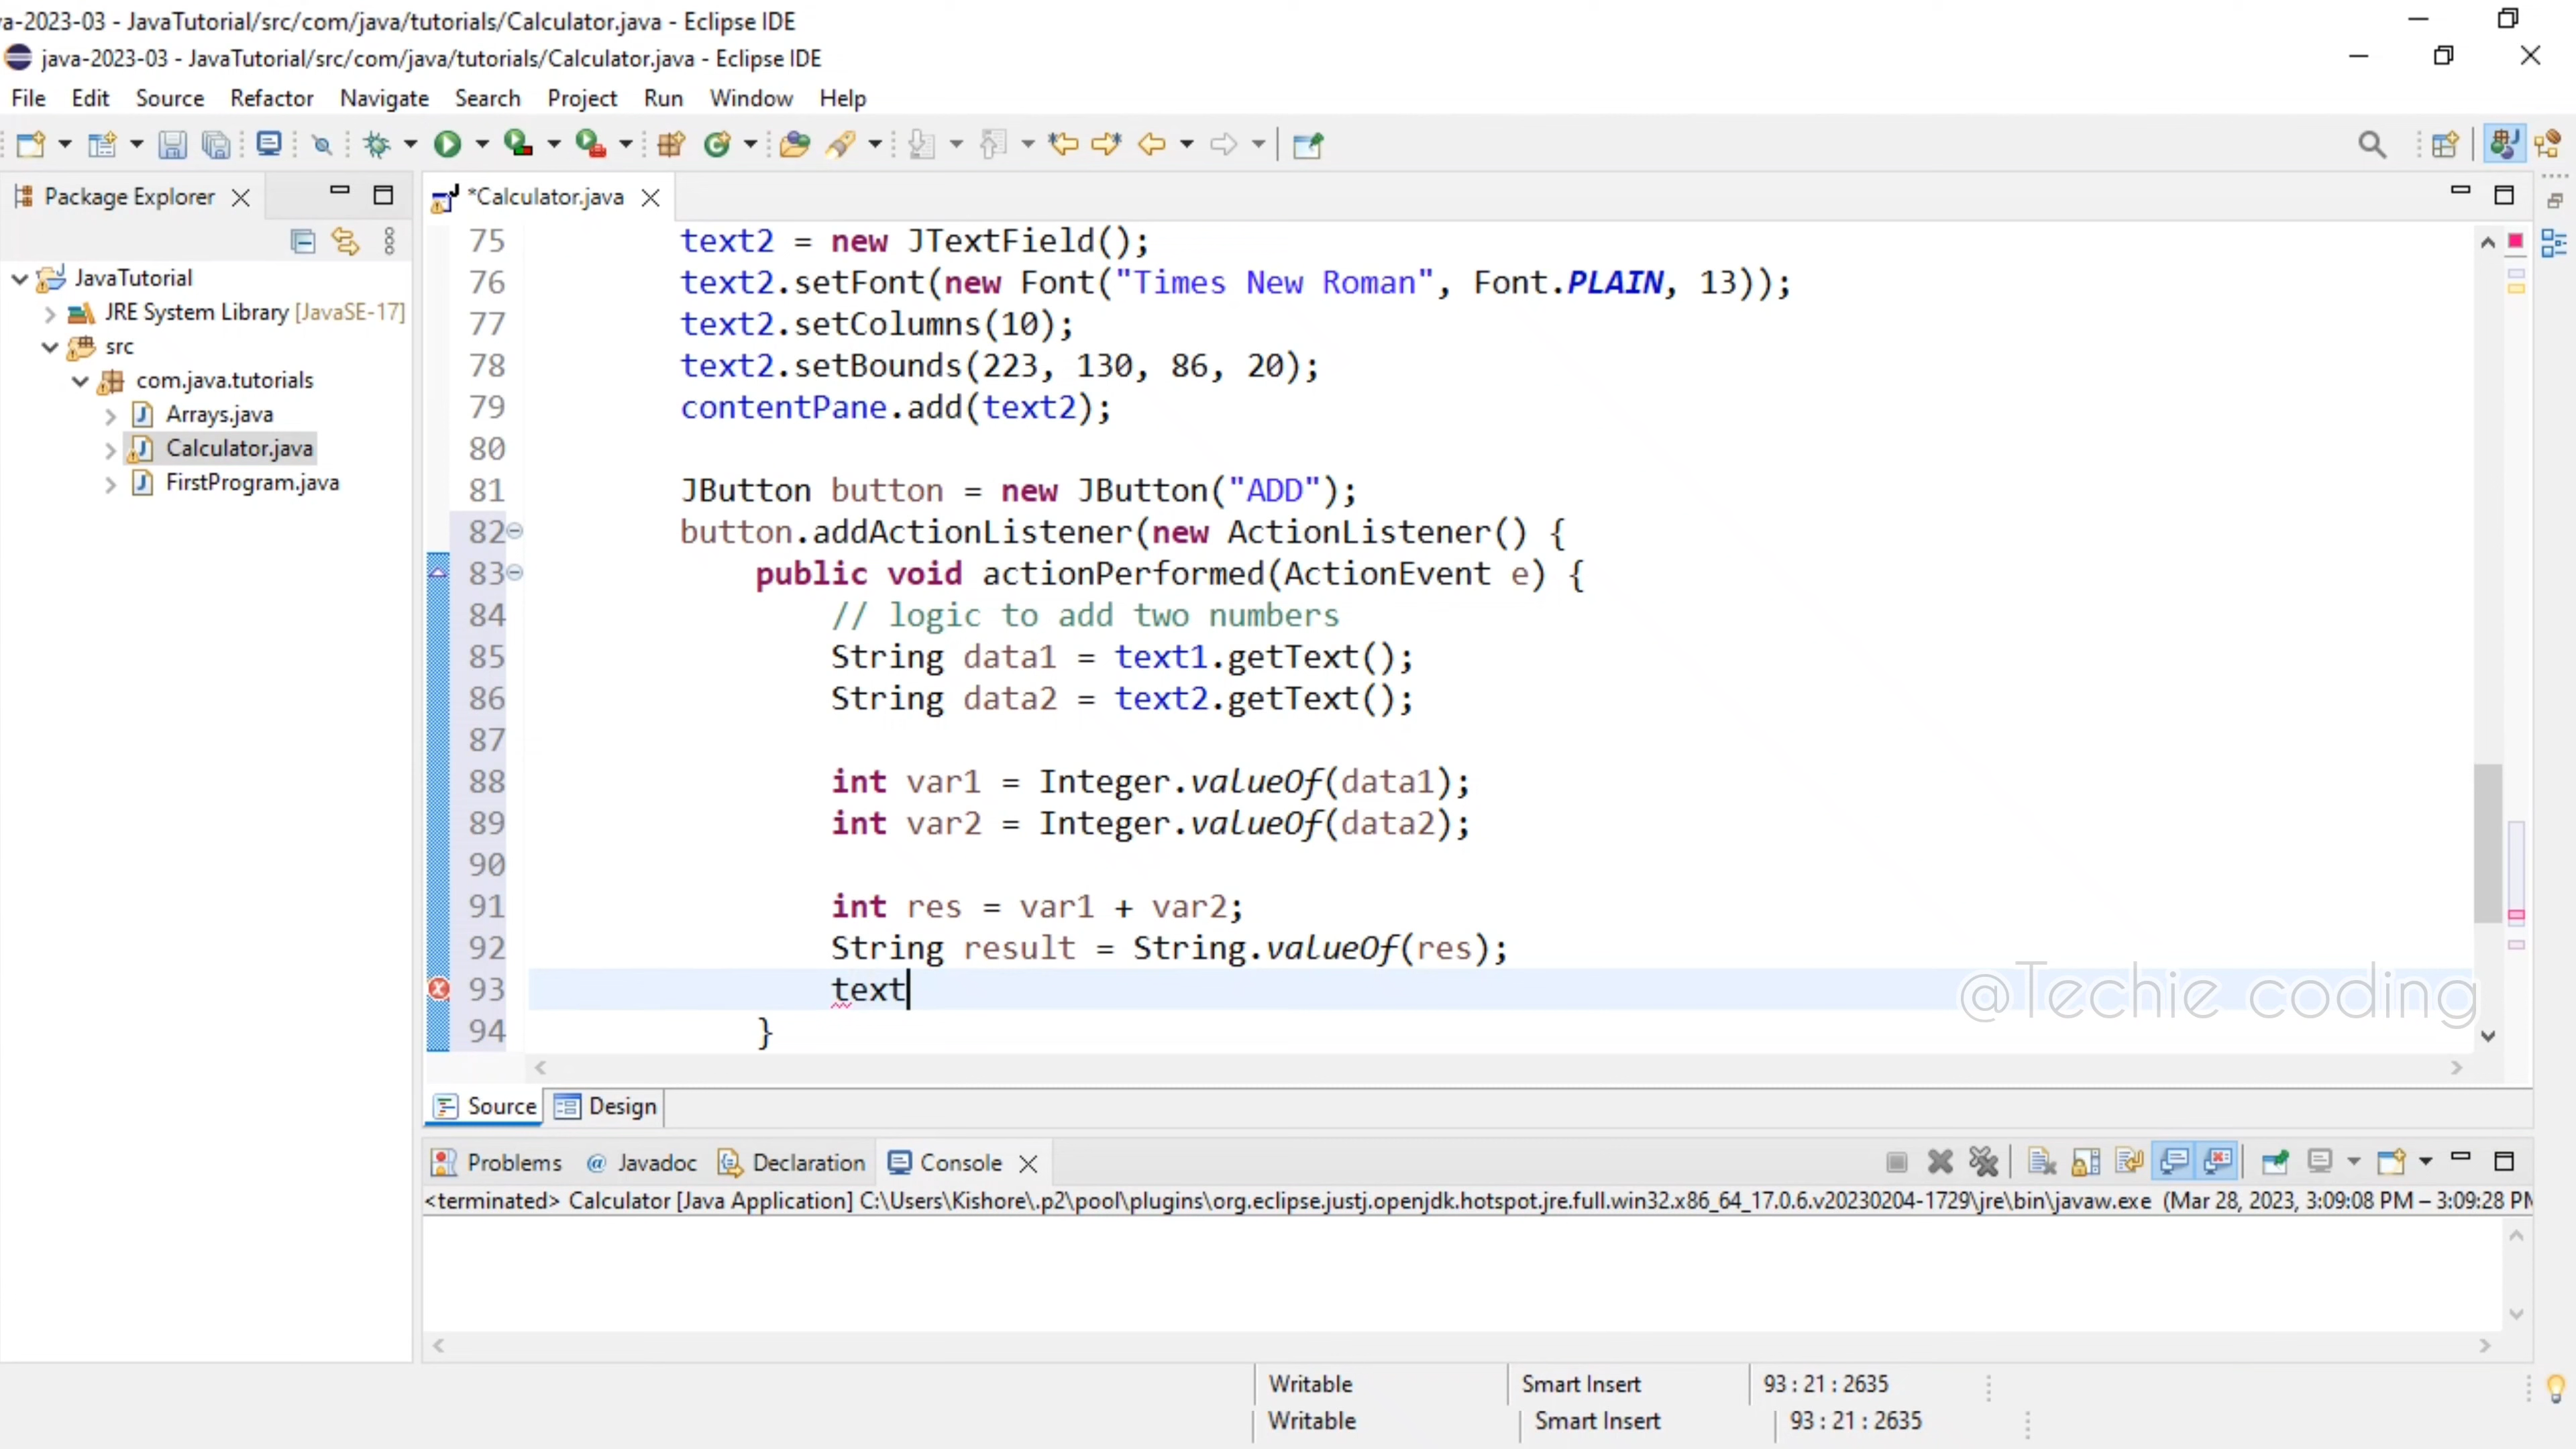 va-2023-03 - JavaTutorial/src/com/java/tutorials/Calculator.java - Eclipse IDE
java-2023-03 - JavaTutorial/src/com/java/tutorials/Calculator.java - Eclipse IDE
File Edit Source Refactor Navigate Search Project Run Window Help
Package Explorer
JavaTutorial
JRE System Library [JavaSE-17]
src
com.java.tutorials
Arrays.java
Calculator.java
FirstProgram.java
*Calculator.java
75 text2 = new JTextField();
76 text2.setFont(new Font("Times New Roman", Font.PLAIN, 13));
77 text2.setColumns(10);
78 text2.setBounds(223, 130, 86, 20);
79 contentPane.add(text2);
80
81 JButton button = new JButton("ADD");
82 button.addActionListener(new ActionListener() {
83 public void actionPerformed(ActionEvent e) {
84 // logic to add two numbers
85 String data1 = text1.getText();
86 String data2 = text2.getText();
87
88 int var1 = Integer.valueOf(data1);
89 int var2 = Integer.valueOf(data2);
90
91 int res = var1 + var2;
92 String result = String.valueOf(res);
93 text
94 }
@Techie coding
Source Design
Problems Javadoc Declaration Console
<terminated> Calculator [Java Application] C:\Users\Kishore\.p2\pool\plugins\org.eclipse.justj.openjdk.hotspot.jre.full.win32.x86_64_17.0.6.v20230204-1729\jre\bin\javaw.exe (Mar 28, 2023, 3:09:08 PM – 3:09:28 PM
Writable Smart Insert 93 : 21 : 2635
Writable Smart Insert 93 : 21 : 2635